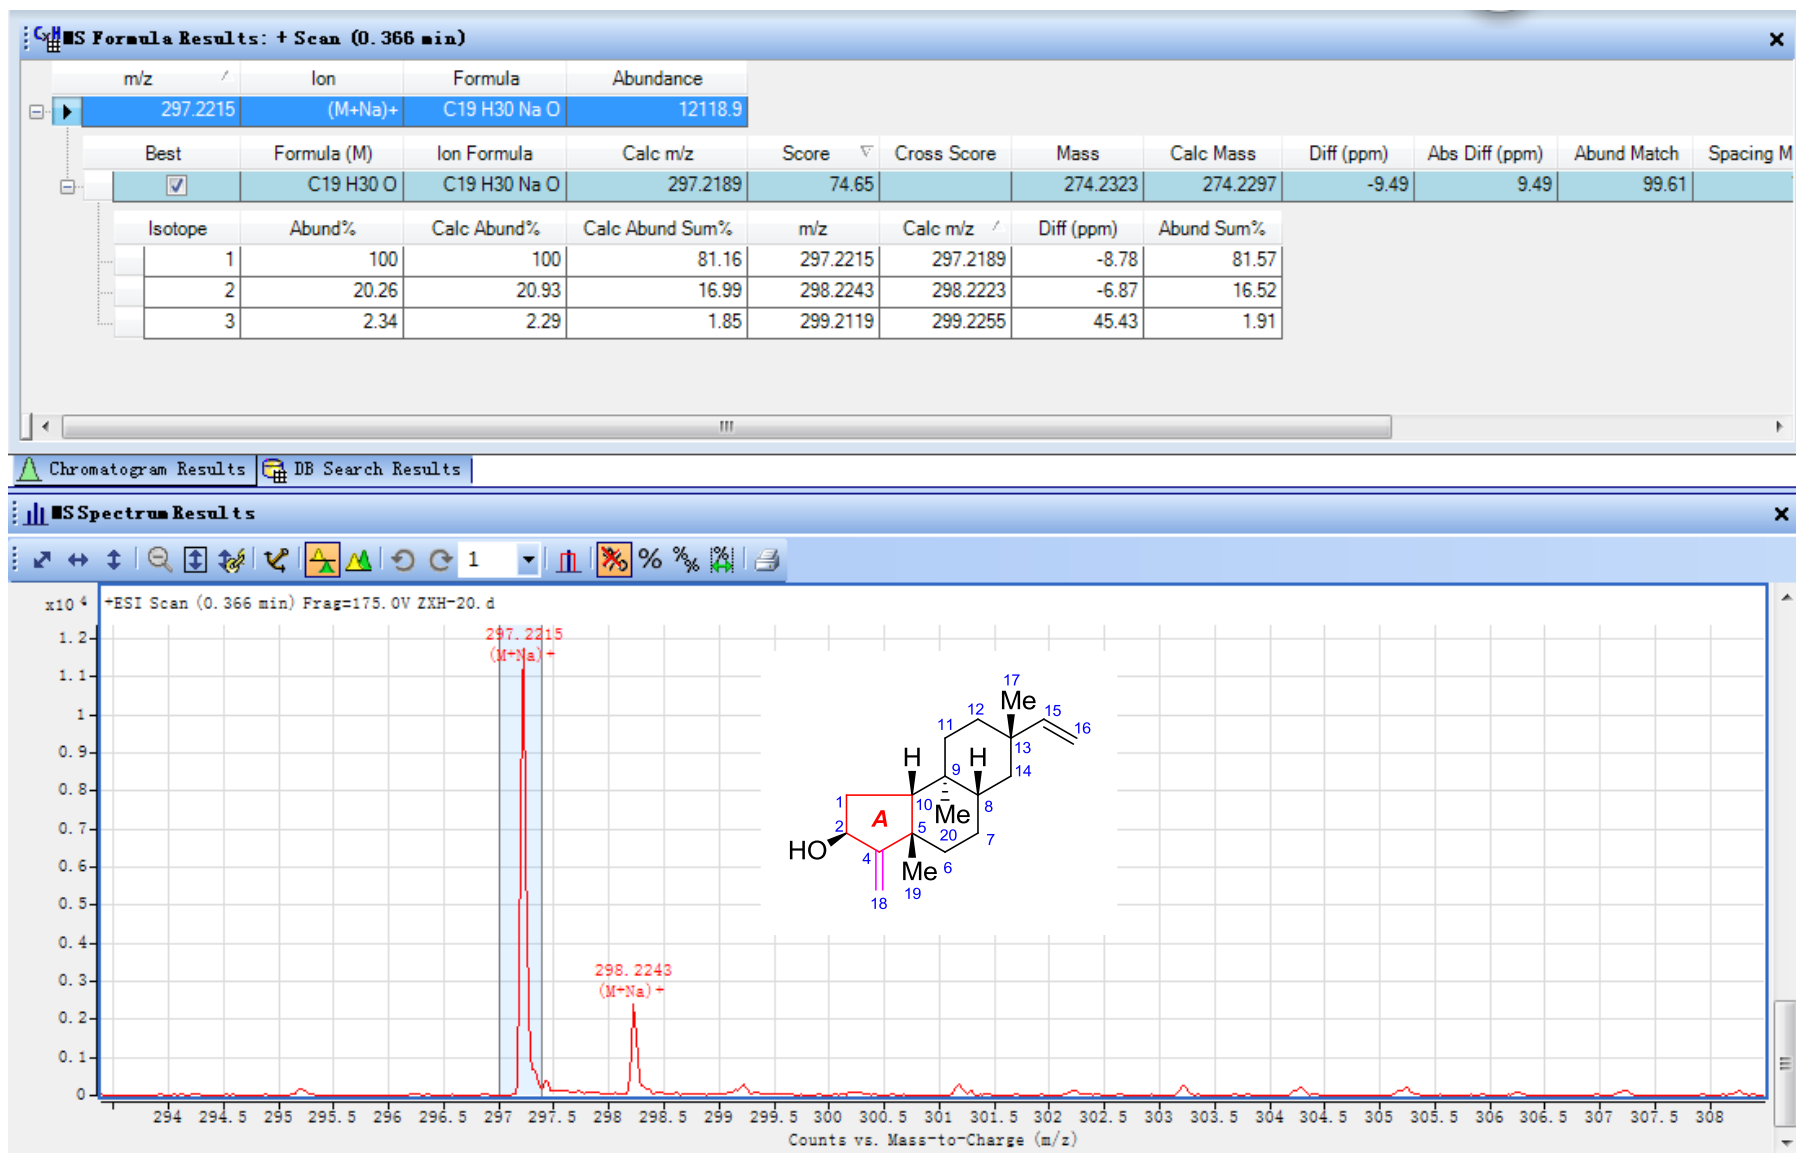 MS Formula Results: + Scan (0.366 min)
m/z Ion Formula Abundance
297.2215 (M+Na)+ C19 H30 Na O 12118.9
Best Formula (M) Ion Formula Calc m/z Score Cross Score Mass Calc Mass Diff (ppm) Abs Diff (ppm) Abund Match Spacing M
C19 H30 O C19 H30 Na O 297.2189 74.65 274.2323 274.2297 -9.49 9.49 99.61
Isotope Abund% Calc Abund% Calc Abund Sum% m/z Calc m/z Diff (ppm) Abund Sum%
1 100 100 81.16 297.2215 297.2189 -8.78 81.57
2 20.26 20.93 16.99 298.2243 298.2223 -6.87 16.52
3 2.34 2.29 1.85 299.2119 299.2255 45.43 1.91
Chromatogram Results DB Search Results
MS Spectrum Results
1 % %%
x10 4 +ESI Scan (0.366 min) Frag=175.0V ZXH-20.d
1.2
1.1
1
0.9
0.8
0.7
0.6
0.5
0.4
0.3
0.2
0.1
0
297.2215
(M+Na)+
298.2243
(M+Na)+
17
Me
12 15
11 16
H H 13
9 14
1 10 8
A Me
2 5 20 7
HO
4 Me 6
18 19
294 294.5 295 295.5 296 296.5 297 297.5 298 298.5 299 299.5 300 300.5 301 301.5 302 302.5 303 303.5 304 304.5 305 305.5 306 306.5 307 307.5 308
Counts vs. Mass-to-Charge (m/z)